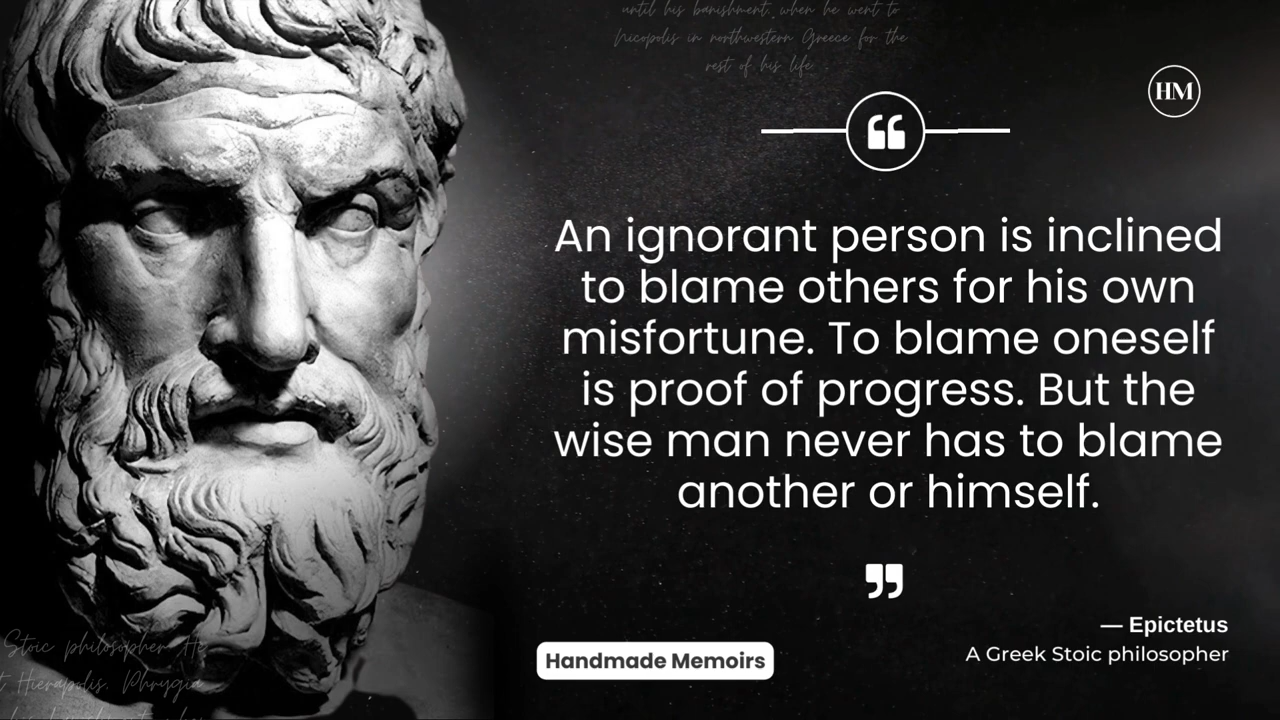 until his banishment, when he went to
Nicopolis in northwestern Greece for the
rest of his life.
HM
❝
An ignorant person is inclined
to blame others for his own
misfortune. To blame oneself
is proof of progress. But the
wise man never has to blame
another or himself.
❞
— Epictetus
A Greek Stoic philosopher
Handmade Memoirs
Stoic philosopher. He
Hierapolis, Phrygia